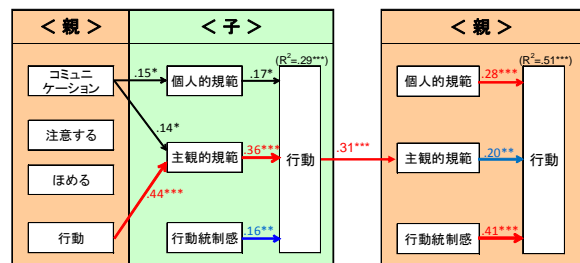 ＜ 親 ＞
＜ 子 ＞
＜ 親 ＞
コミュニ
ケーション
注意する
ほめる
行動
.15*
.14*
.44***
個人的規範
主観的規範
行動統制感
.17*
.36***
.16**
(R²=.29***)
行動
.31***
個人的規範
主観的規範
行動統制感
.28***
.20**
.41***
(R²=.51***)
行動